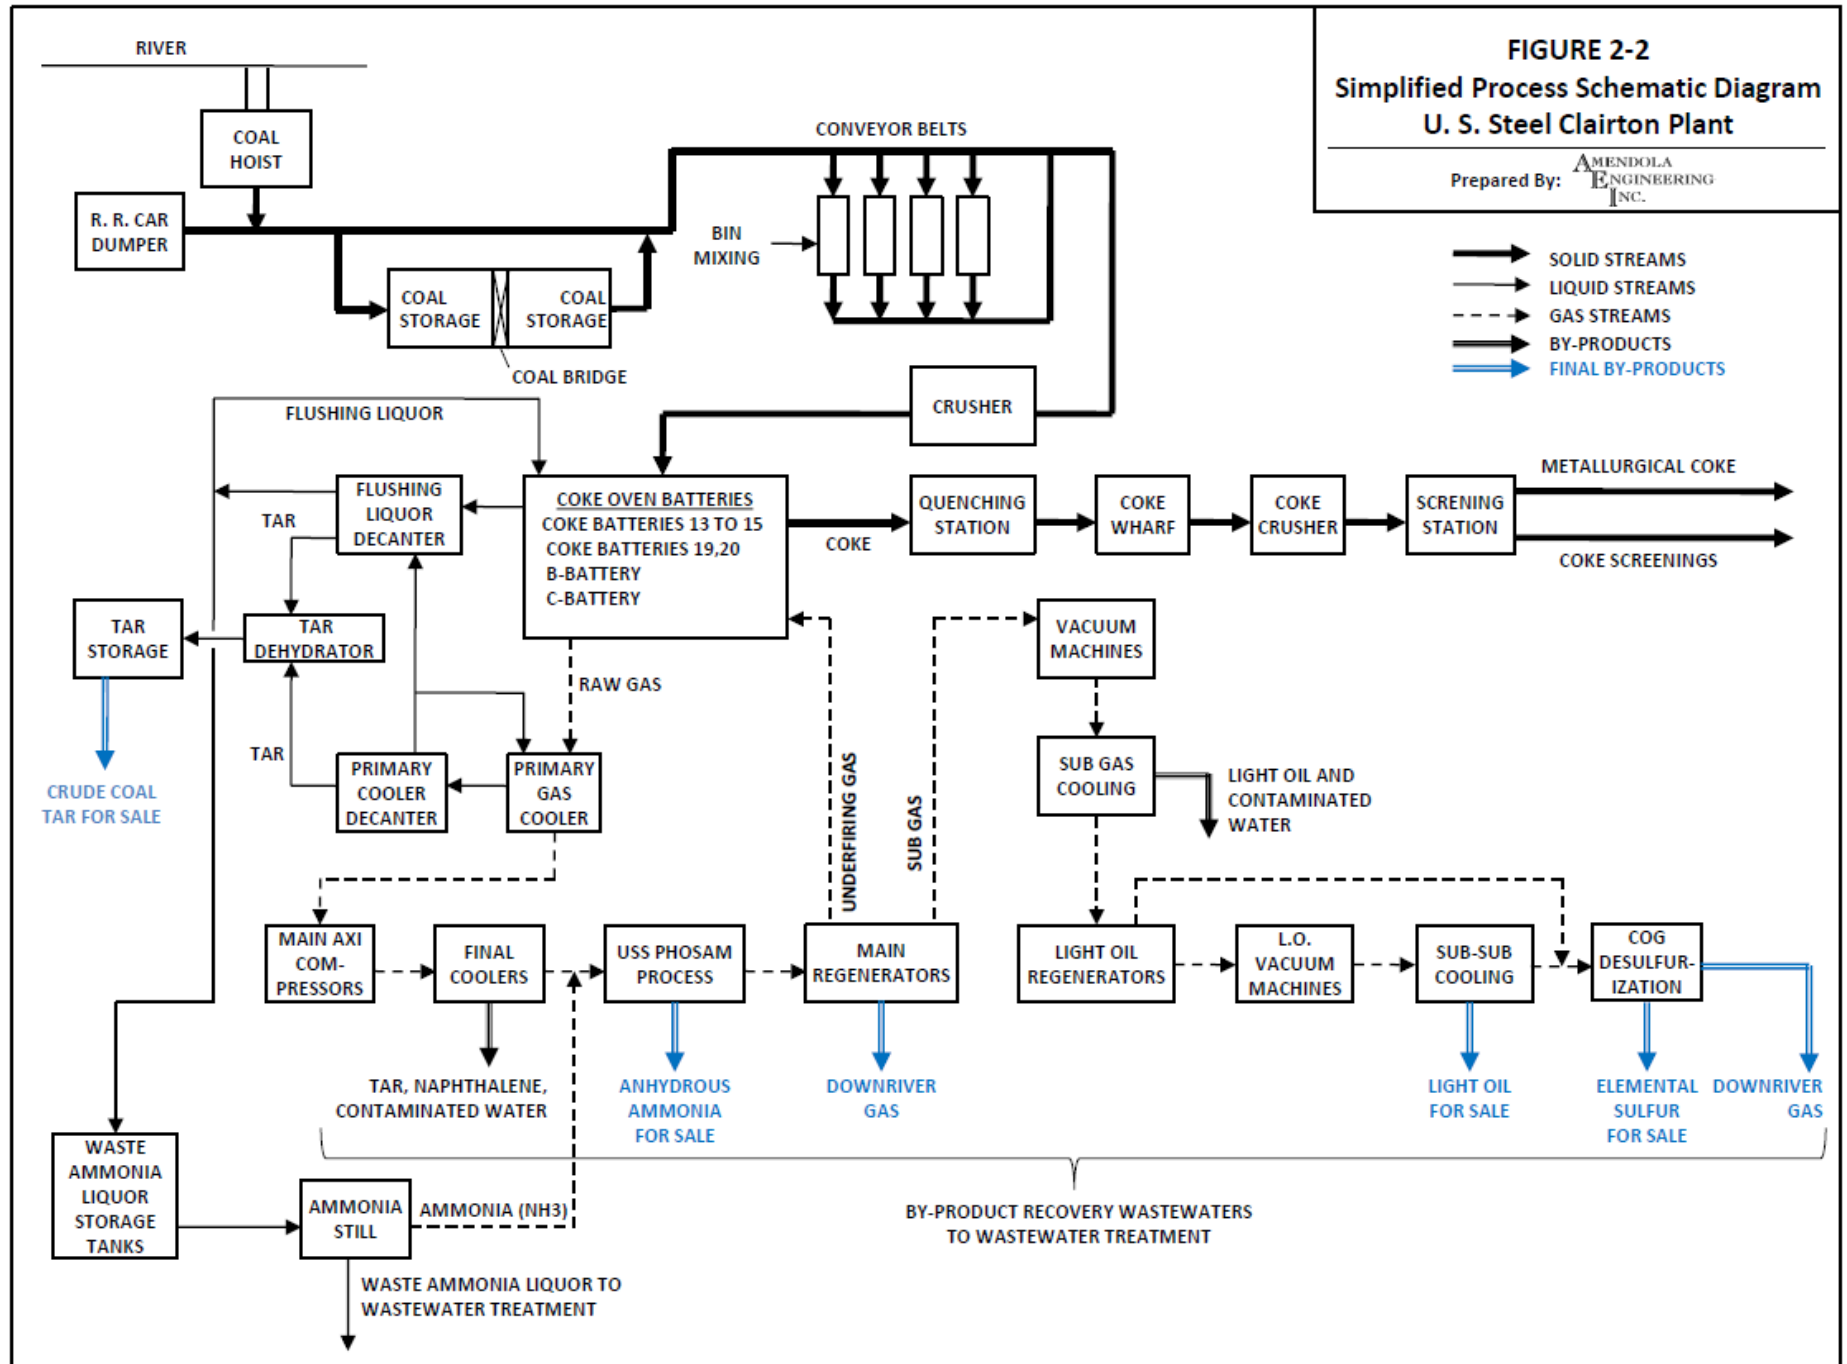 RIVER
FIGURE 2-2
Simplified Process Schematic Diagram
U. S. Steel Clairton Plant
Prepared By:
AMENDOLA
ENGINEERING
INC.
COAL
HOIST
CONVEYOR BELTS
R. R. CAR
DUMPER
BIN
MIXING
COAL
STORAGE
COAL
STORAGE
COAL BRIDGE
SOLID STREAMS
LIQUID STREAMS
GAS STREAMS
BY-PRODUCTS
FINAL BY-PRODUCTS
FLUSHING LIQUOR
CRUSHER
FLUSHING
LIQUOR
DECANTER
TAR
COKE OVEN BATTERIES
COKE BATTERIES 13 TO 15
COKE BATTERIES 19,20
B-BATTERY
C-BATTERY
COKE
QUENCHING
STATION
COKE
WHARF
COKE
CRUSHER
SCRENING
STATION
METALLURGICAL COKE
COKE SCREENINGS
TAR
STORAGE
TAR
DEHYDRATOR
RAW GAS
VACUUM
MACHINES
TAR
PRIMARY
COOLER
DECANTER
PRIMARY
GAS
COOLER
UNDERFIRING GAS
SUB GAS
SUB GAS
COOLING
LIGHT OIL AND
CONTAMINATED
WATER
CRUDE COAL
TAR FOR SALE
MAIN AXI
COM-
PRESSORS
FINAL
COOLERS
USS PHOSAM
PROCESS
MAIN
REGENERATORS
LIGHT OIL
REGENERATORS
L.O.
VACUUM
MACHINES
SUB-SUB
COOLING
COG
DESULFUR-
IZATION
TAR, NAPHTHALENE,
CONTAMINATED WATER
ANHYDROUS
AMMONIA
FOR SALE
DOWNRIVER
GAS
LIGHT OIL
FOR SALE
ELEMENTAL
SULFUR
FOR SALE
DOWNRIVER
GAS
WASTE
AMMONIA
LIQUOR
STORAGE
TANKS
AMMONIA
STILL
AMMONIA (NH3)
BY-PRODUCT RECOVERY WASTEWATERS
TO WASTEWATER TREATMENT
WASTE AMMONIA LIQUOR TO
WASTEWATER TREATMENT